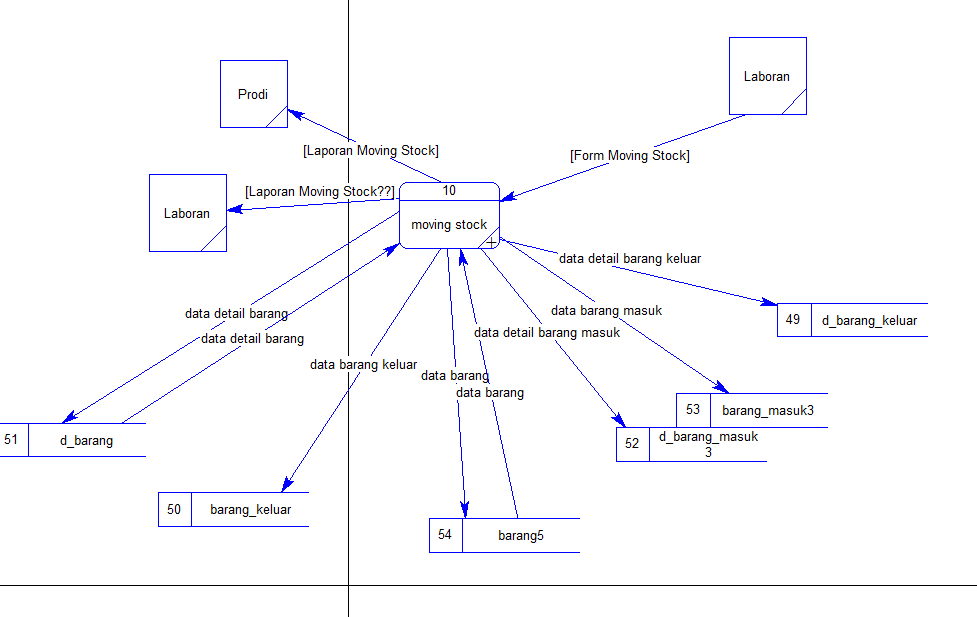 Laboran
Prodi
[Laporan Moving Stock]
[Form Moving Stock]
[Laporan Moving Stock??]
10
Laboran
moving stock
data detail barang keluar
data barang masuk
data detail barang
49
d_barang_keluar
data detail barang masuk
data detail barang
data barang keluar
data barang
data barang
53
barang_masuk3
51
d_barang
52
d_barang_masuk
3
50
barang_keluar
54
barang5